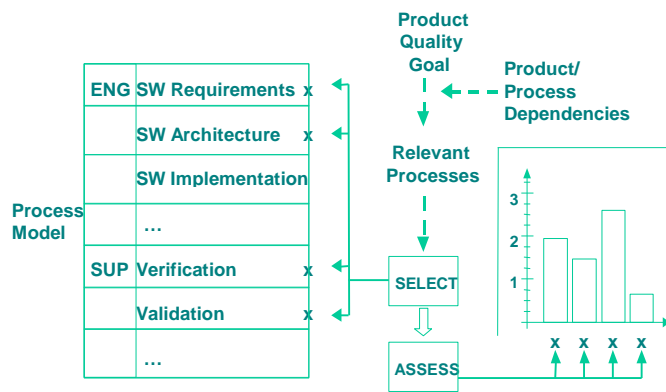 Product
Quality
Goal
Product/
Process
Dependencies
ENG SW Requirements x
SW Architecture x
Relevant
Processes
SW Implementation
Process
Model
...
SUP Verification x
SELECT
Validation x
...
ASSESS
3
2
1
x x x x